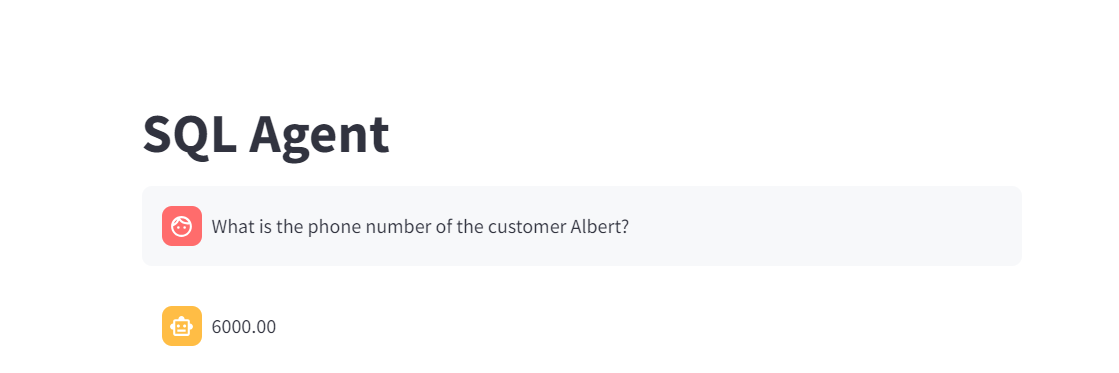 SQL Agent
What is the phone number of the customer Albert?
6000.00